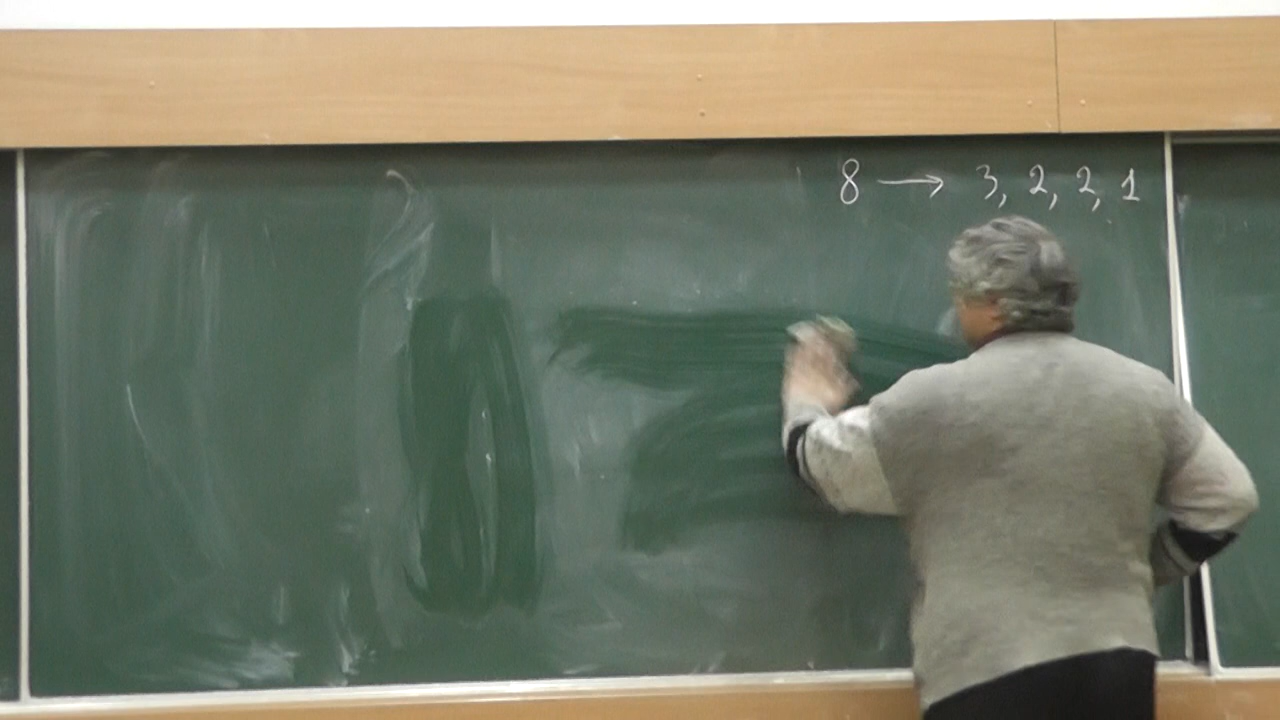 8 → 3, 2, 2, 1